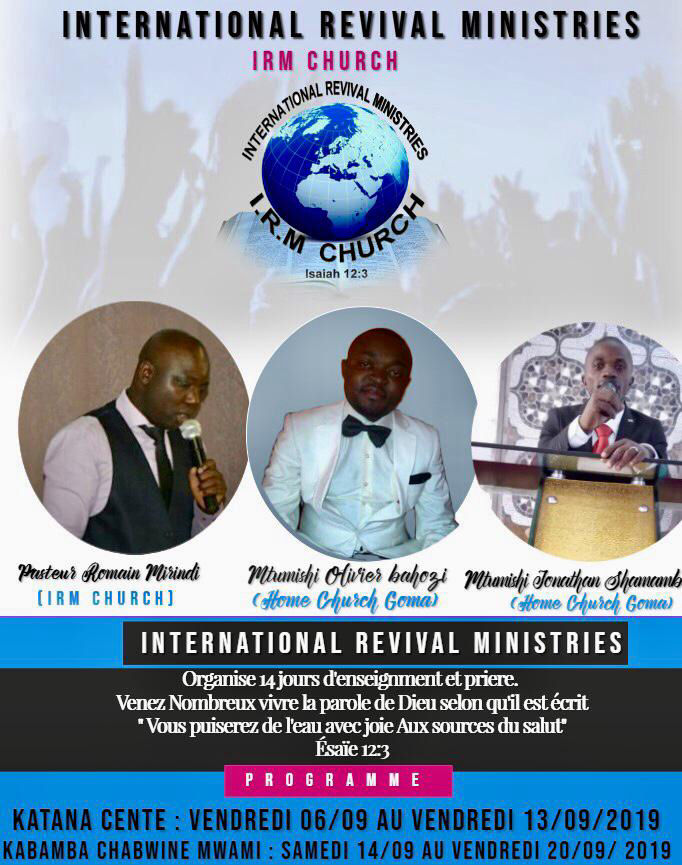 INTERNATIONAL REVIVAL MINISTRIES
IRM CHURCH
INTERNATIONAL REVIVAL MINISTRIES
I.R.M CHURCH
Isaiah 12:3
Pasteur Romain Mirindi
(IRM CHURCH)
Mtumishi Olivier bahozi
(Home Church Goma)
Mtumishi Jonathan Shamamb
(Home Church Goma)
INTERNATIONAL REVIVAL MINISTRIES
Organise 14 jours d'enseignment et priere.
Venez Nombreux vivre la parole de Dieu selon qu'il est écrit
" Vous puiserez de l'eau avec joie Aux sources du salut"
Ésaïe 12:3
PROGRAMME
KATANA CENTE : VENDREDI 06/09 AU VENDREDI 13/09/2019
KABAMBA CHABWINE MWAMI : SAMEDI 14/09 AU VENDREDI 20/09/ 2019